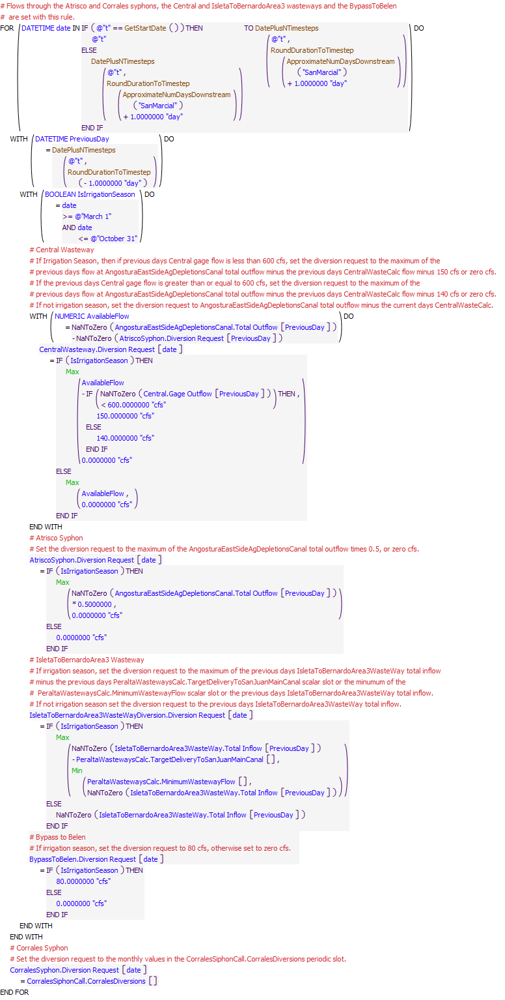 # Flows through the Atrisco and Corrales syphons, the Central and IsletaToBernardoArea3 wasteways and the BypassToBelen
# are set with this rule.
FOR ( DATETIME date IN IF ( @"t" == GetStartDate ( ) ) THEN TO DatePlusNTimesteps ) DO
@"t" ( @"t" ,
ELSE RoundDurationToTimestep
DatePlusNTimesteps ( ApproximateNumDaysDownstream
( @"t" , ( "SanMarcial" )
RoundDurationToTimestep + 1.0000000 "day" ) )
( ApproximateNumDaysDownstream
( "SanMarcial" )
+ 1.0000000 "day" ) )
END IF
WITH ( DATETIME PreviousDay ) DO
= DatePlusNTimesteps
( @"t" ,
RoundDurationToTimestep
( - 1.0000000 "day" ) )
WITH ( BOOLEAN IsIrrigationSeason ) DO
= date
>= @"March 1"
AND date
<= @"October 31"
# Central Wasteway
# If Irrigation Season, then if previous days Central gage flow is less than 600 cfs, set the diversion request to the maximum of the
# previous days flow at AngosturaEastSideAgDepletionsCanal total outflow minus the previous days CentralWasteCalc flow minus 150 cfs or zero cfs.
# If the previous days Central gage flow is greater than or equal to 600 cfs, set the diversion request to the maximum of the
# previous days flow at AngosturaEastSideAgDepletionsCanal total outflow minus the previuos days CentralWasteCalc flow minus 140 cfs or zero cfs.
# If not irrigation season, set the diversion request to AngosturaEastSideAgDepletionsCanal total outflow minus the current days CentralWasteCalc.
WITH ( NUMERIC AvailableFlow ) DO
= NaNToZero ( AngosturaEastSideAgDepletionsCanal.Total Outflow [ PreviousDay ] )
- NaNToZero ( AtriscoSyphon.Diversion Request [ PreviousDay ] )
CentralWasteway.Diversion Request [ date ]
= IF ( IsIrrigationSeason ) THEN
Max
( AvailableFlow
- IF ( NaNToZero ( Central.Gage Outflow [ PreviousDay ] ) ) THEN ,
< 600.0000000 "cfs"
150.0000000 "cfs"
ELSE
140.0000000 "cfs"
END IF
0.0000000 "cfs" )
ELSE
Max
( AvailableFlow ,
0.0000000 "cfs" )
END IF
END WITH
# Atrisco Syphon
# Set the diversion request to the maximum of the AngosturaEastSideAgDepletionsCanal total outflow times 0.5, or zero cfs.
AtriscoSyphon.Diversion Request [ date ]
= IF ( IsIrrigationSeason ) THEN
Max
( NaNToZero ( AngosturaEastSideAgDepletionsCanal.Total Outflow [ PreviousDay ] )
* 0.5000000 ,
0.0000000 "cfs" )
ELSE
0.0000000 "cfs"
END IF
# IsletaToBernardoArea3 Wasteway
# If irrigation season, set the diversion request to the maximum of the previous days IsletaToBernardoArea3WasteWay total inflow
# minus the previous days PeraltaWastewaysCalc.TargetDeliveryToSanJuanMainCanal scalar slot or the minumum of the
# PeraltaWastewaysCalc.MinimumWastewayFlow scalar slot or the previous days IsletaToBernardoArea3WasteWay total inflow.
# If not irrigation season set the diversion request to the previous days IsletaToBernardoArea3WasteWay total inflow.
IsletaToBernardoArea3WasteWayDiversion.Diversion Request [ date ]
= IF ( IsIrrigationSeason ) THEN
Max
( NaNToZero ( IsletaToBernardoArea3WasteWay.Total Inflow [ PreviousDay ] )
- PeraltaWastewaysCalc.TargetDeliveryToSanJuanMainCanal [ ] ,
Min
( PeraltaWastewaysCalc.MinimumWastewayFlow [ ] ,
NaNToZero ( IsletaToBernardoArea3WasteWay.Total Inflow [ PreviousDay ] ) ) )
ELSE
NaNToZero ( IsletaToBernardoArea3WasteWay.Total Inflow [ PreviousDay ] )
END IF
# Bypass to Belen
# If irrigation season, set the diversion request to 80 cfs, otherwise set to zero cfs.
BypassToBelen.Diversion Request [ date ]
= IF ( IsIrrigationSeason ) THEN
80.0000000 "cfs"
ELSE
0.0000000 "cfs"
END IF
END WITH
END WITH
# Corrales Syphon
# Set the diversion request to the monthly values in the CorralesSiphonCall.CorralesDiversions periodic slot.
CorralesSyphon.Diversion Request [ date ]
= CorralesSiphonCall.CorralesDiversions [ ]
END FOR